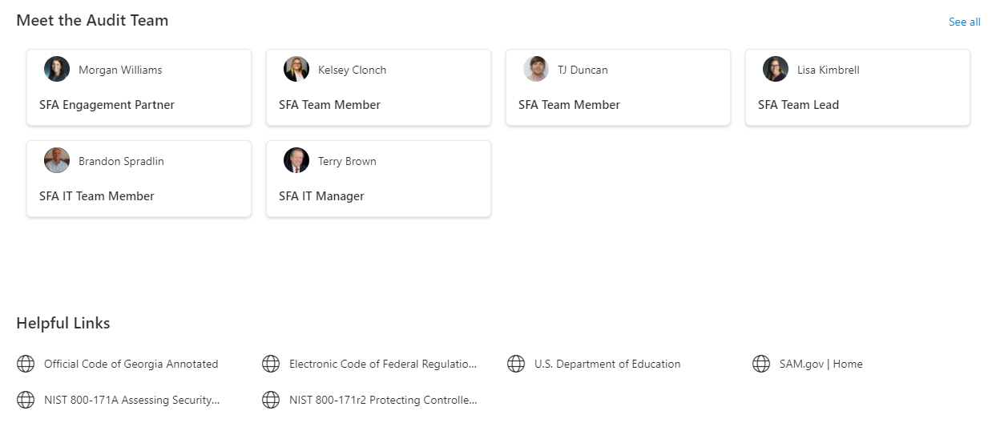 Meet the Audit Team
See all
Morgan Williams
SFA Engagement Partner
Kelsey Clonch
SFA Team Member
TJ Duncan
SFA Team Member
Lisa Kimbrell
SFA Team Lead
Brandon Spradlin
SFA IT Team Member
Terry Brown
SFA IT Manager
Helpful Links
Official Code of Georgia Annotated
Electronic Code of Federal Regulatio...
U.S. Department of Education
SAM.gov | Home
NIST 800-171A Assessing Security...
NIST 800-171r2 Protecting Controlle...